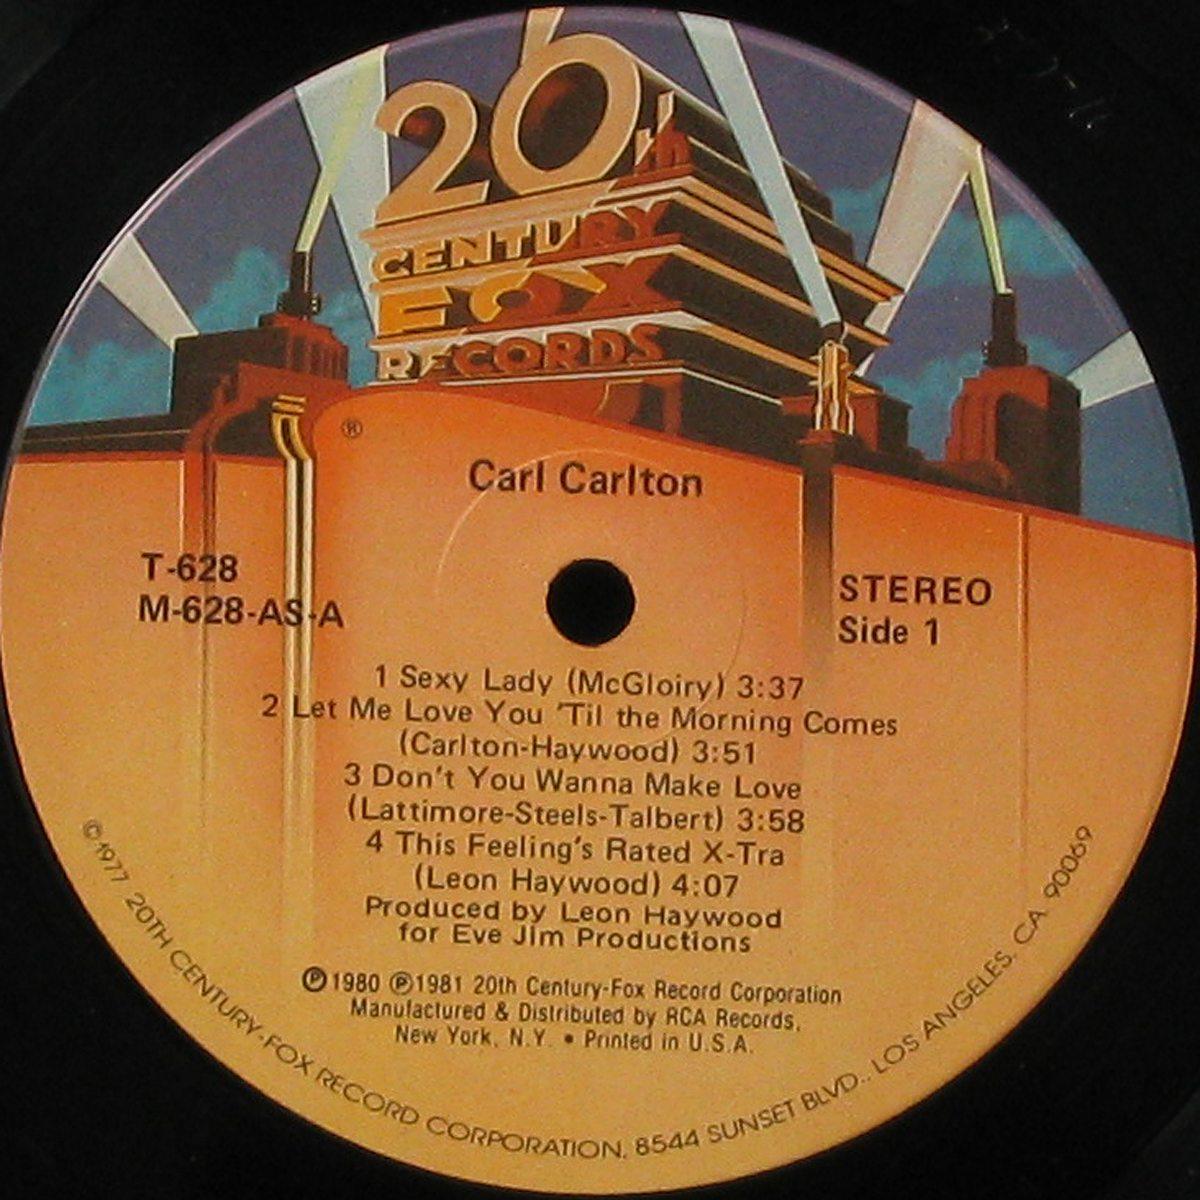 20th
CENTURY
FOX
RECORDS
®
Carl Carlton
T-628
M-628-AS-A
STEREO
Side 1
1 Sexy Lady (McGloiry) 3:37
2 Let Me Love You 'Til the Morning Comes
(Carlton-Haywood) 3:51
3 Don't You Wanna Make Love
(Lattimore-Steels-Talbert) 3:58
4 This Feeling's Rated X-Tra
(Leon Haywood) 4:07
Produced by Leon Haywood
for Eve Jim Productions
℗1980 ℗1981 20th Century-Fox Record Corporation
Manufactured & Distributed by RCA Records,
New York, N.Y. • Printed in U.S.A.
©1977 20TH CENTURY-FOX RECORD CORPORATION, 8544 SUNSET BLVD., LOS ANGELES, CA 90069